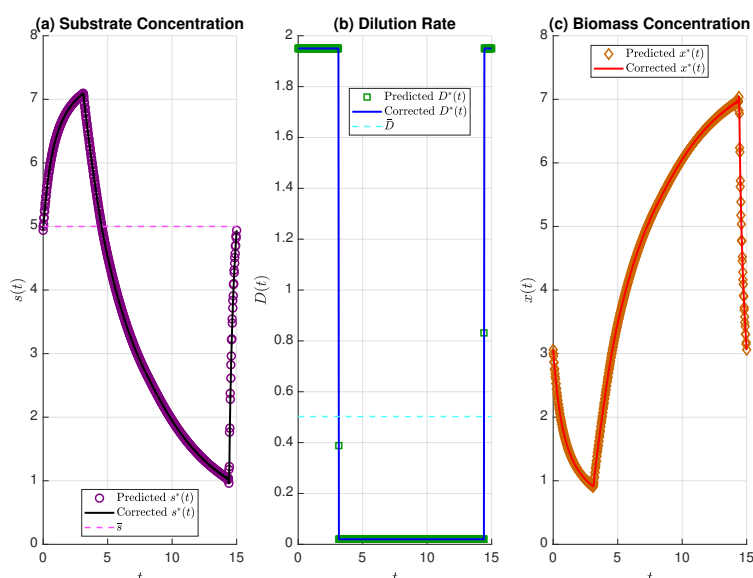 (a) Substrate Concentration
8
7
6
5
4
3
2
1
0
0
5
10
15
s(t)
Predicted s*(t)
Corrected s*(t)
s̄
(b) Dilution Rate
2
1.8
1.6
1.4
1.2
1
0.8
0.6
0.4
0.2
0
0
5
10
15
t
D(t)
Predicted D*(t)
Corrected D*(t)
D̄
(c) Biomass Concentration
8
7
6
5
4
3
2
1
0
0
5
10
15
t
x(t)
Predicted x*(t)
Corrected x*(t)
t